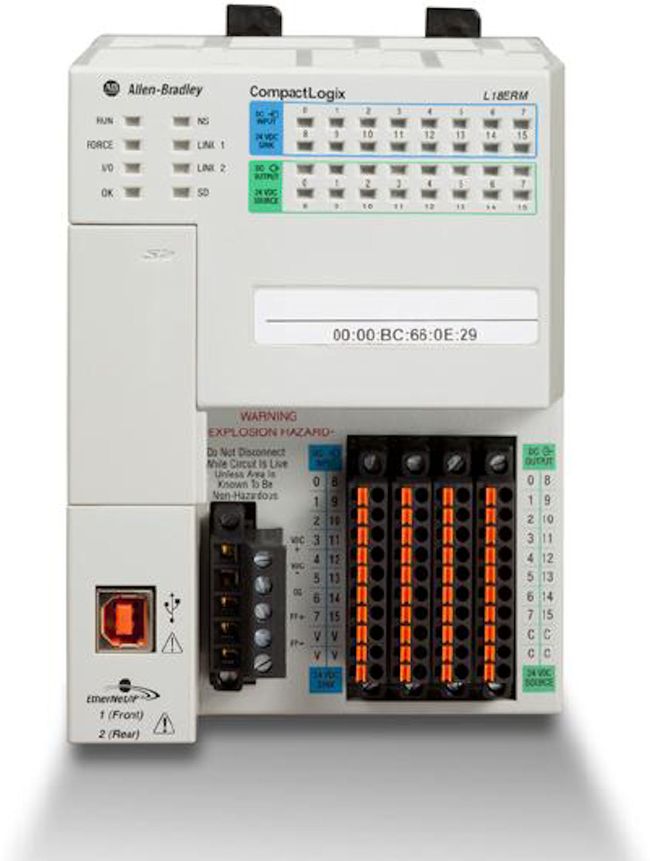 AB Allen-Bradley
CompactLogix
L18ERM
RUN NS
FORCE LINK 1
I/O LINK 2
OK SD
DC INPUT
24 VDC SINK
0 1 2 3 4 5 6 7
8 9 10 11 12 13 14 15
DC OUTPUT
24 VDC SOURCE
0 1 2 3 4 5 6 7
8 9 10 11 12 13 14 15
00:00:BC:66:0E:29
WARNING
EXPLOSION HAZARD-
Do Not Disconnect
While Circuit Is Live
Unless Area Is
Known To Be
Non-Hazardous
VDC
+
VDC
-
CG
FP+
FP-
DC
INPUT
0 8
1 9
2 10
3 11
4 12
5 13
6 14
7 15
V V
V V
24 VDC
SINK
DC
OUTPUT
0 8
1 9
2 10
3 11
4 12
5 13
6 14
7 15
C C
C C
24 VDC
SOURCE
EtherNet/IP
1 (Front)
2 (Rear)